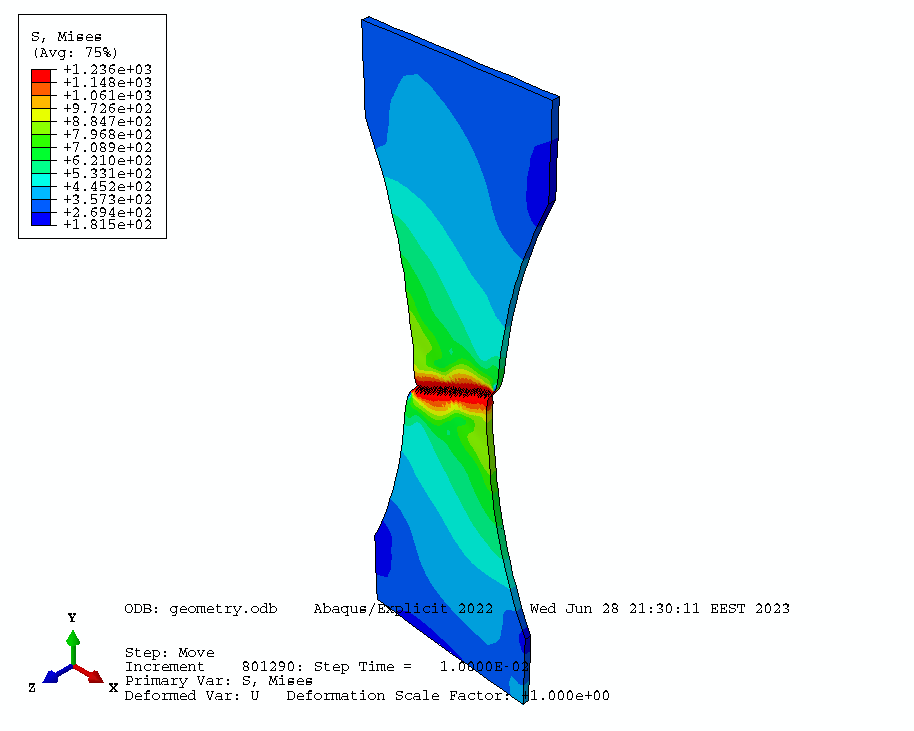 S, Mises
(Avg: 75%)
+1.236e+03
+1.148e+03
+1.061e+03
+9.726e+02
+8.847e+02
+7.968e+02
+7.089e+02
+6.210e+02
+5.331e+02
+4.452e+02
+3.573e+02
+2.694e+02
+1.815e+02
ODB: geometry.odb Abaqus/Explicit 2022 Wed Jun 28 21:30:11 EEST 2023
Y
Z
X
Step: Move
Increment 801290: Step Time = 1.0000E-02
Primary Var: S, Mises
Deformed Var: U Deformation Scale Factor: +1.000e+00